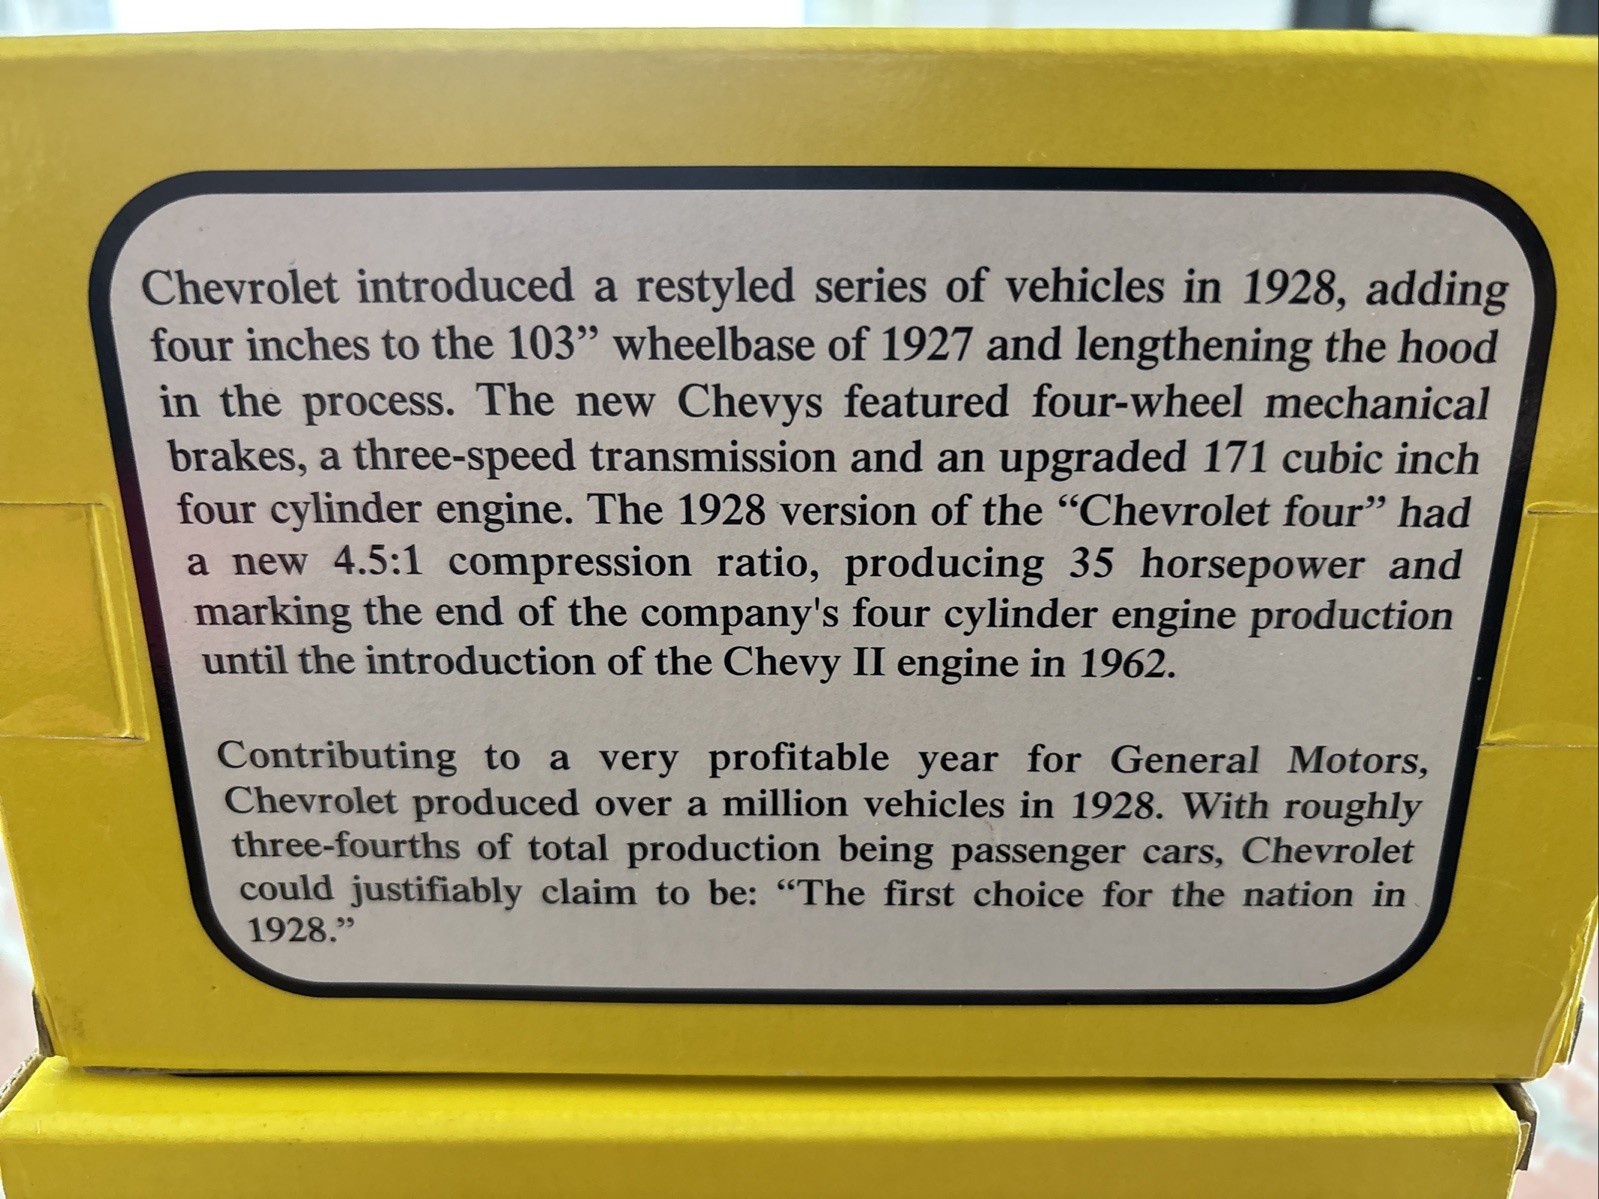 Chevrolet introduced a restyled series of vehicles in 1928, adding
four inches to the 103” wheelbase of 1927 and lengthening the hood
in the process. The new Chevys featured four-wheel mechanical
brakes, a three-speed transmission and an upgraded 171 cubic inch
four cylinder engine. The 1928 version of the “Chevrolet four” had
a new 4.5:1 compression ratio, producing 35 horsepower and
marking the end of the company's four cylinder engine production
until the introduction of the Chevy II engine in 1962.
Contributing to a very profitable year for General Motors,
Chevrolet produced over a million vehicles in 1928. With roughly
three-fourths of total production being passenger cars, Chevrolet
could justifiably claim to be: “The first choice for the nation in
1928.”